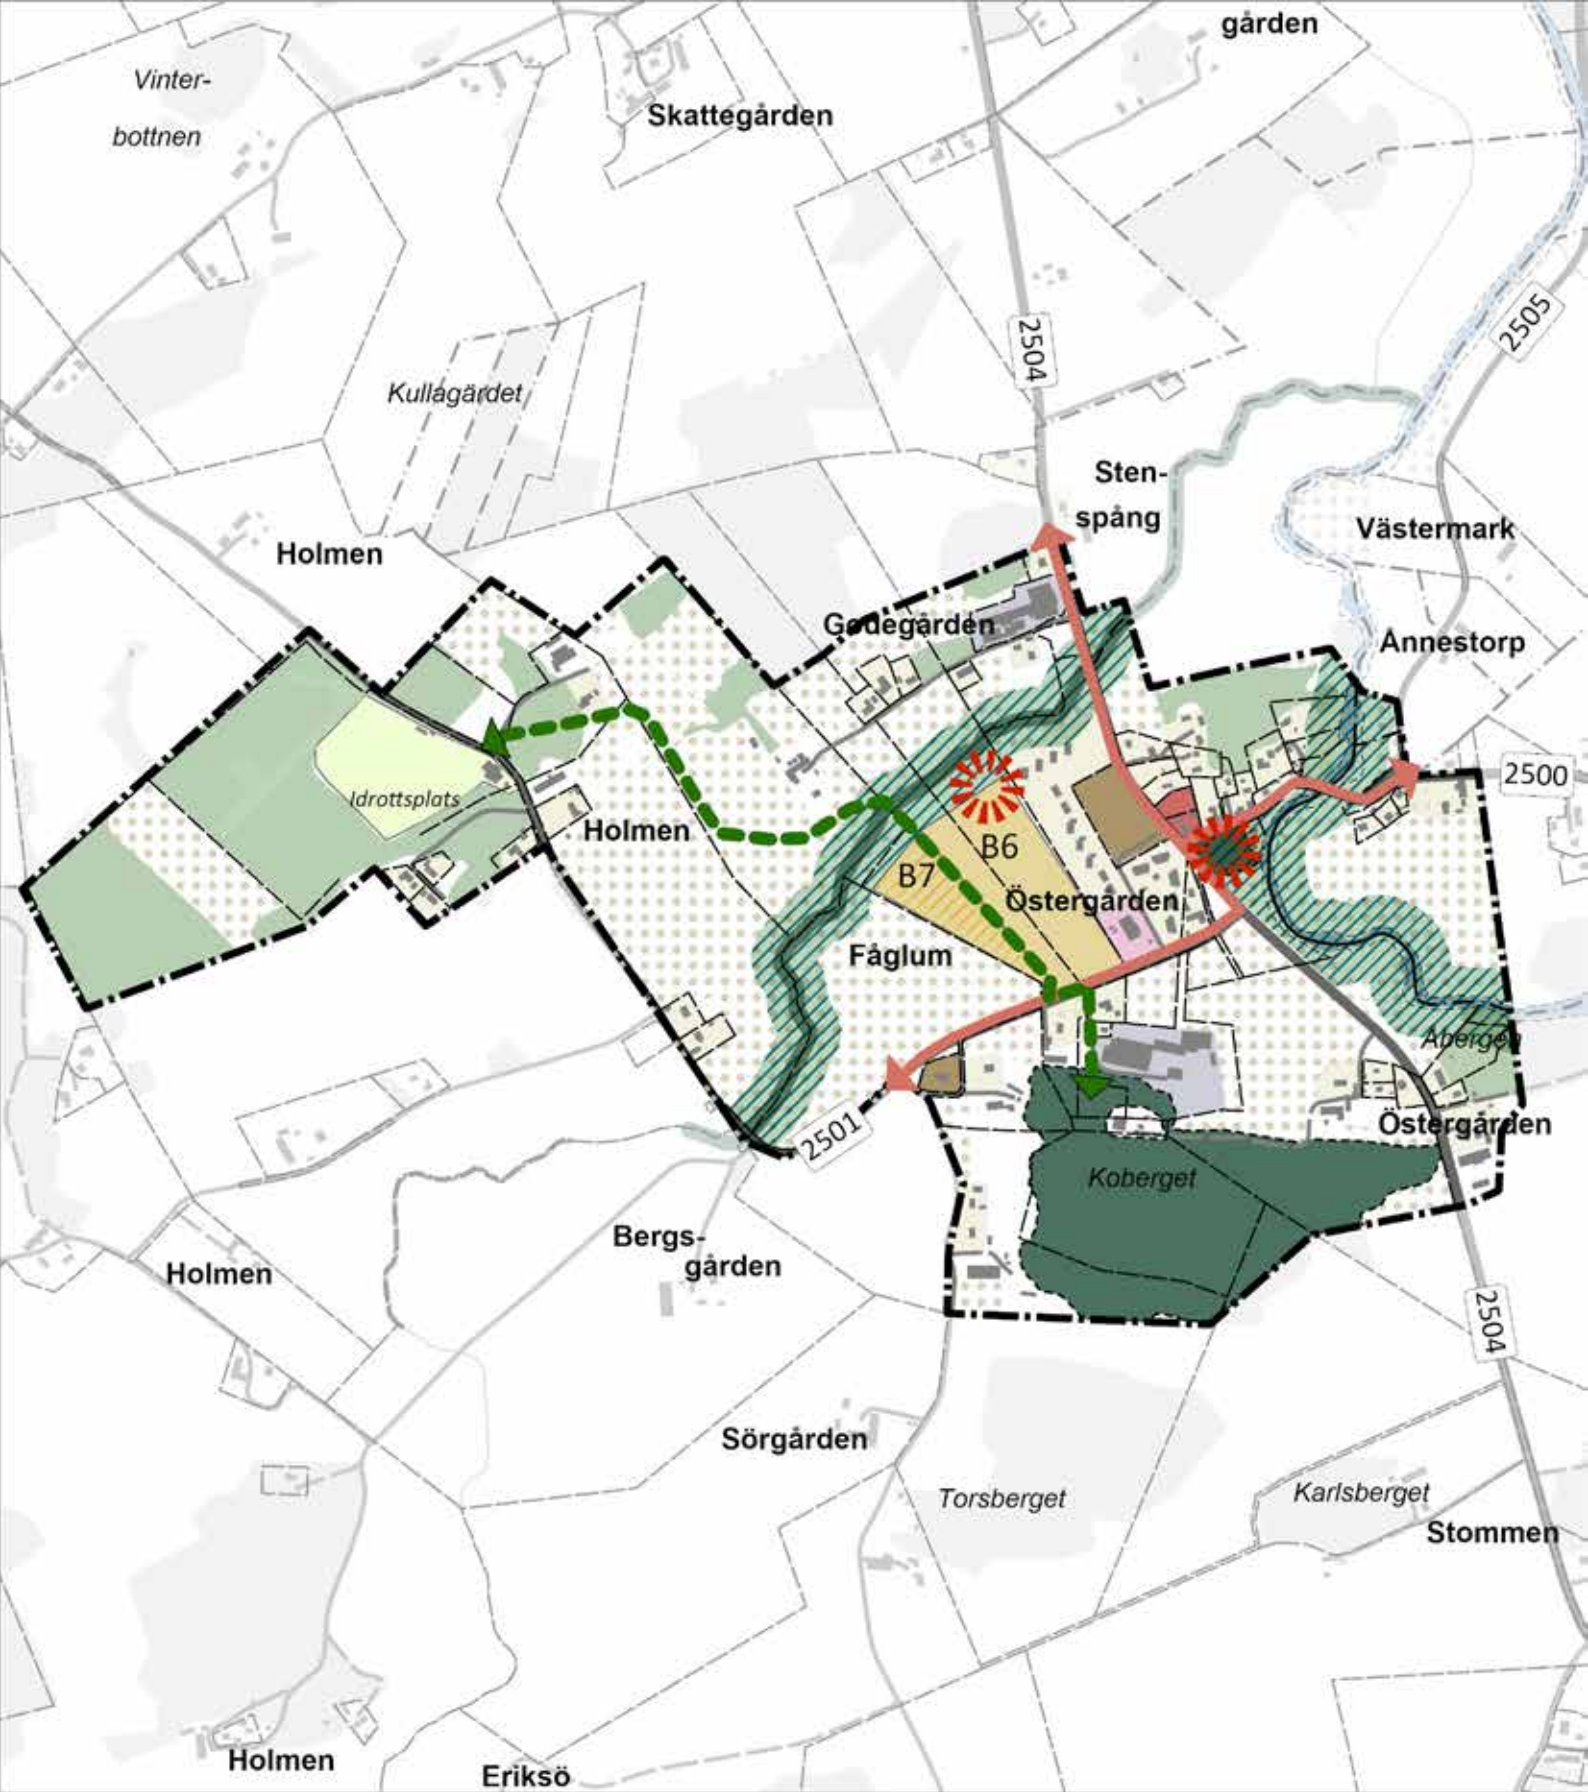 gården
Vinter-
bottnen
Skattegården
2505
2504
Kullagärdet
Sten-
spång
Västermark
Holmen
Godegården
Annestorp
2500
Idrottsplats
Holmen
B6
B7
Östergården
Fåglum
Åbergen
Östergården
2501
Koberget
Bergs-
gården
Holmen
2504
Sörgården
Torsberget
Karlsberget
Stommen
Holmen
Eriksö